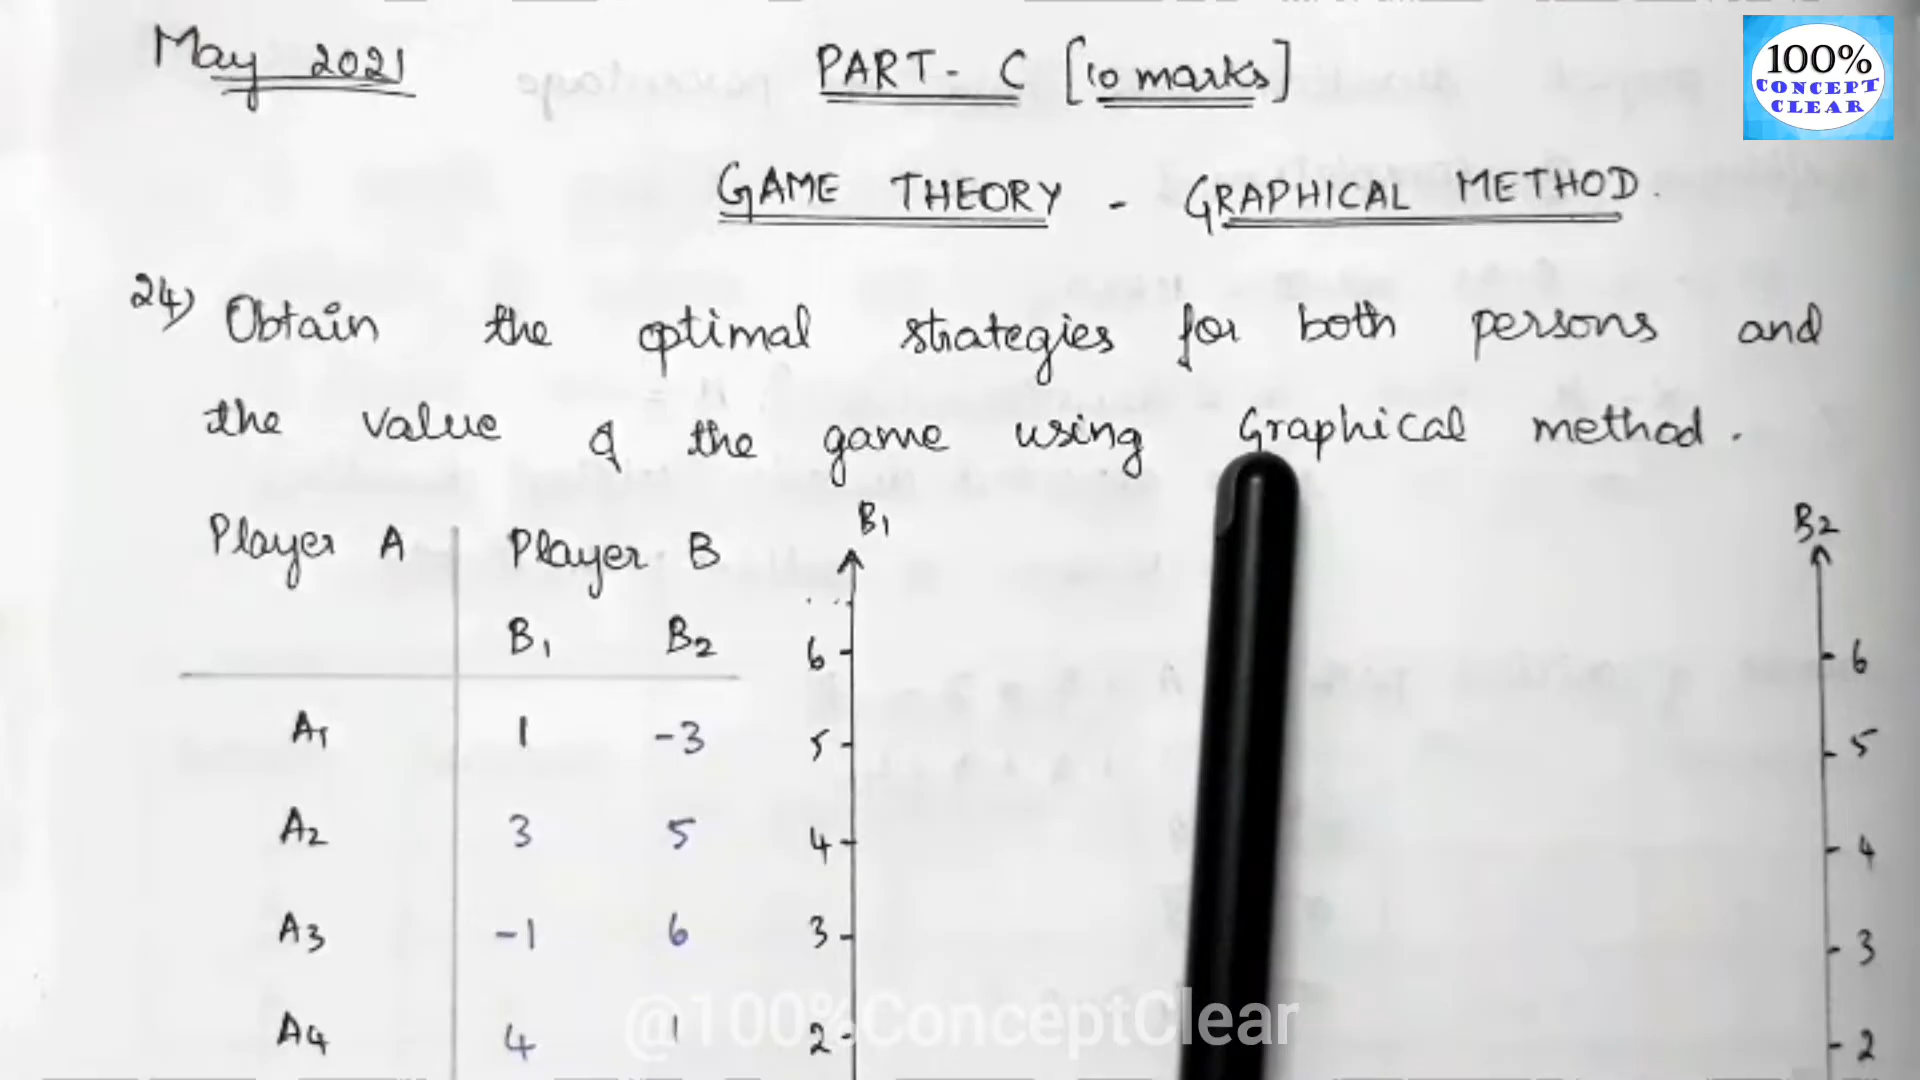 May 2021
PART - C [10 marks]
100%
CONCEPT
CLEAR
GAME THEORY - GRAPHICAL METHOD.
24) Obtain the optimal strategies for both persons and
the value of the game using Graphical method.
Player A Player B
B1 B2
A1 1 -3
A2 3 5
A3 -1 6
A4 4 1
B1
6
5
4
3
2
B2
6
5
4
3
2
@100%ConceptClear